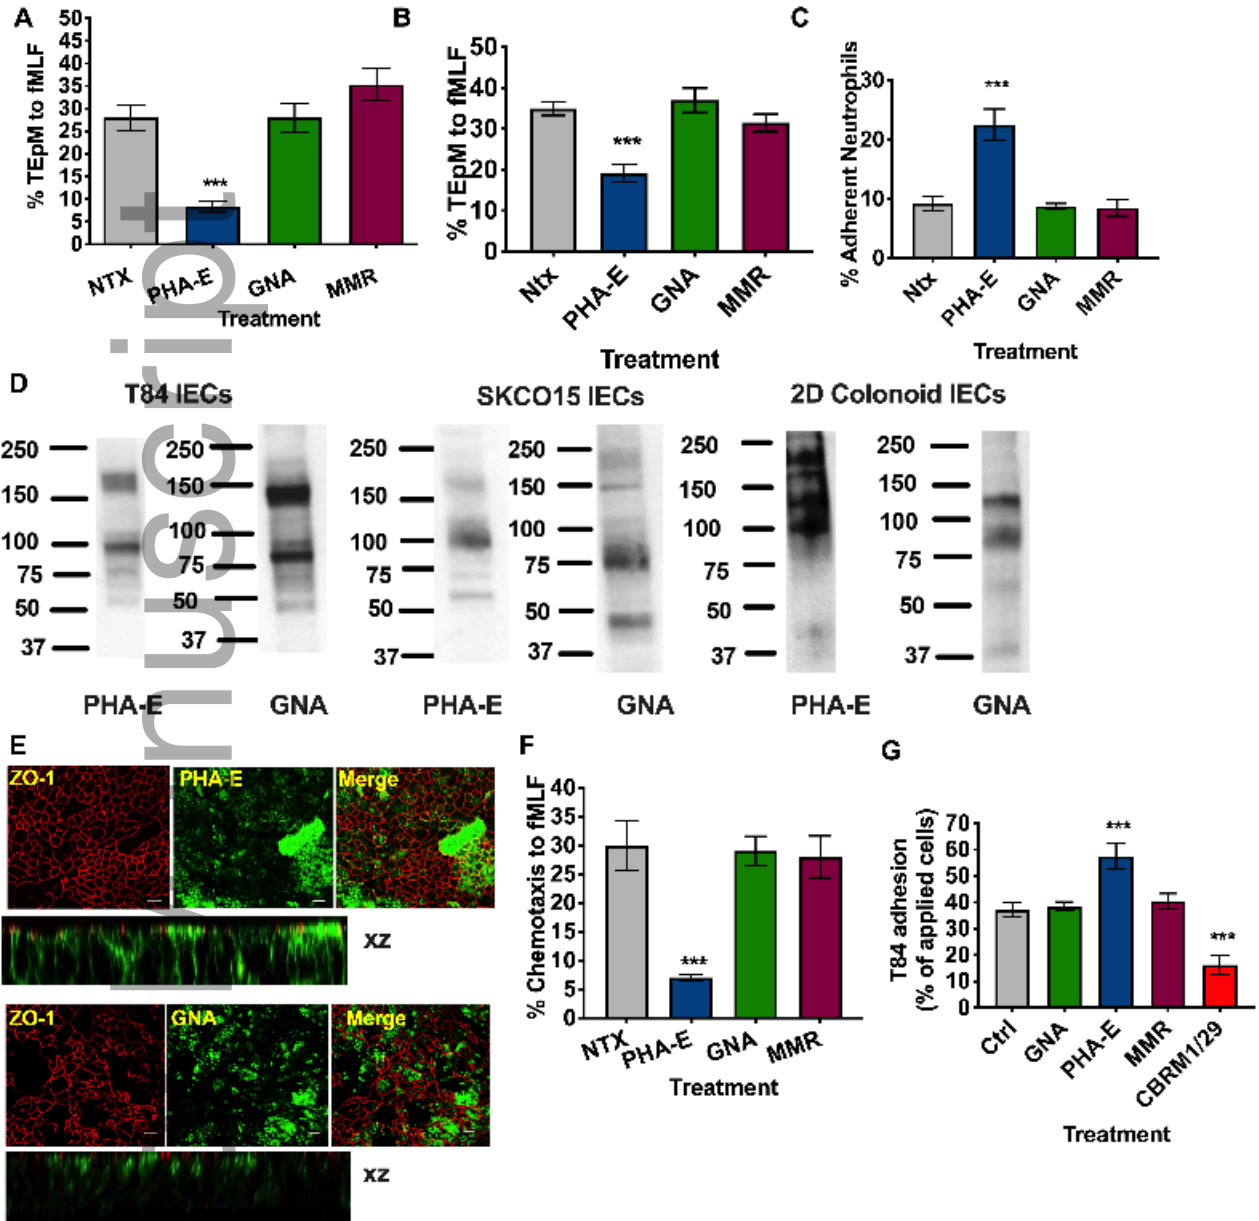 A
% TEpM to fMLF
50
45
40
35
30
25
20
15
10
5
0
***
NTX
PHA-E
GNA
MMR
Treatment
B
% TEpM to fMLF
50
40
30
20
10
0
***
Ntx
PHA-E
GNA
MMR
Treatment
C
% Adherent Neutrophils
30
20
10
0
***
Ntx
PHA-E
GNA
MMR
Treatment
D
T84 IECs
SKCO15 IECs
2D Colonoid IECs
250
150
100
75
50
37
PHA-E
250
150
100
75
50
37
GNA
250
150
100
75
50
37
PHA-E
250
150
100
75
50
37
GNA
250
150
100
75
50
37
PHA-E
250
150
100
75
50
37
GNA
E
ZO-1
PHA-E
Merge
xz
ZO-1
GNA
Merge
xz
F
% Chemotaxis to fMLF
40
35
30
25
20
15
10
5
0
***
NTX
PHA-E
GNA
MMR
Treatment
G
T84 adhesion
(% of applied cells)
70
60
50
40
30
20
10
0
***
***
Ctrl
GNA
PHA-E
MMR
CBRM1/29
Treatment